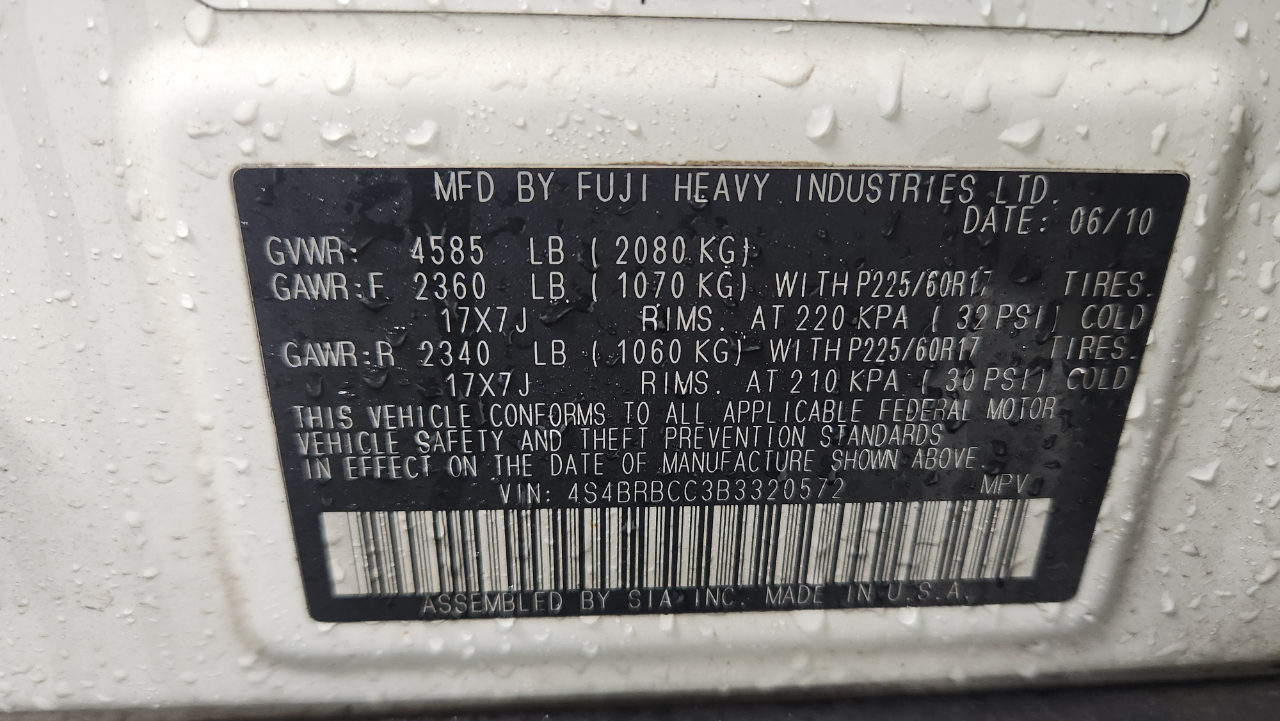 MFD BY FUJI HEAVY INDUSTRIES LTD.
DATE: 06/10
GVWR: 4585 LB ( 2080 KG)
GAWR:F 2360 LB ( 1070 KG) WITH P225/60R17 TIRES.
17X7J RIMS. AT 220 KPA ( 32 PSI) COLD
GAWR:R 2340 LB ( 1060 KG) WITH P225/60R17 TIRES.
17X7J RIMS. AT 210 KPA ( 30 PSI) COLD
THIS VEHICLE CONFORMS TO ALL APPLICABLE FEDERAL MOTOR
VEHICLE SAFETY AND THEFT PREVENTION STANDARDS
IN EFFECT ON THE DATE OF MANUFACTURE SHOWN ABOVE.
VIN: 4S4BRBCC3B3320572 MPV
ASSEMBLED BY SIA INC. MADE IN U.S.A.